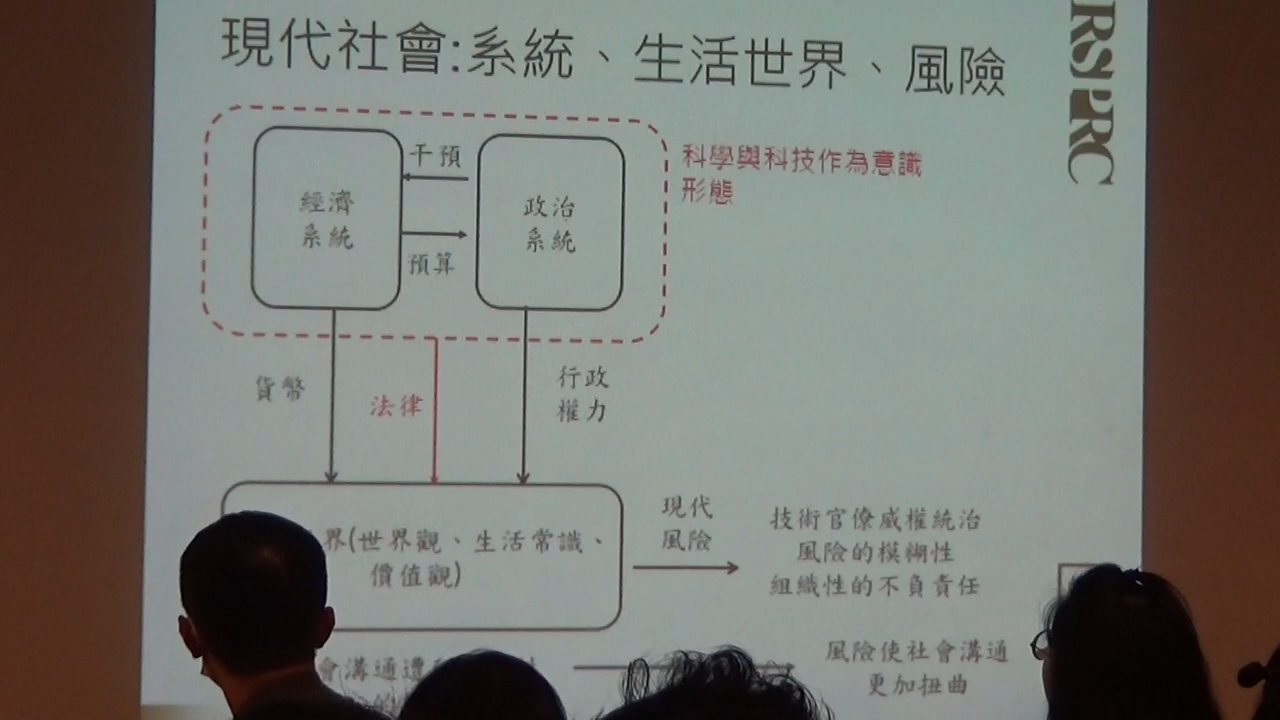 現代社會:系統、生活世界、風險
RSPRC
科學與科技作為意識
形態
干預
經濟
系統
政治
系統
預算
貨幣
法律
行政
權力
界(世界觀、生活常識、
價值觀)
現代
風險
技術官僚威權統治
風險的模糊性
組織性的不負責任
會溝通遭
風險使社會溝通
更加扭曲